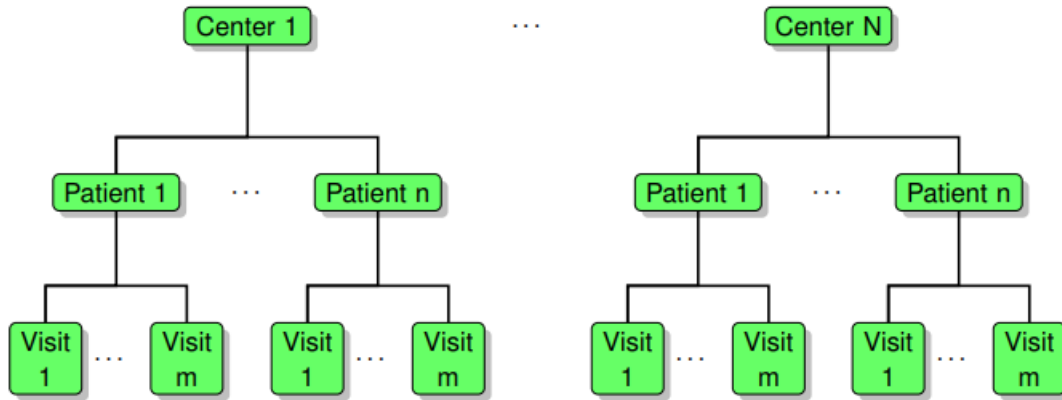 Center 1 ... Center N
Patient 1 ... Patient n Patient 1 ... Patient n
Visit 1 ... Visit m Visit 1 ... Visit m Visit 1 ... Visit m Visit 1 ... Visit m